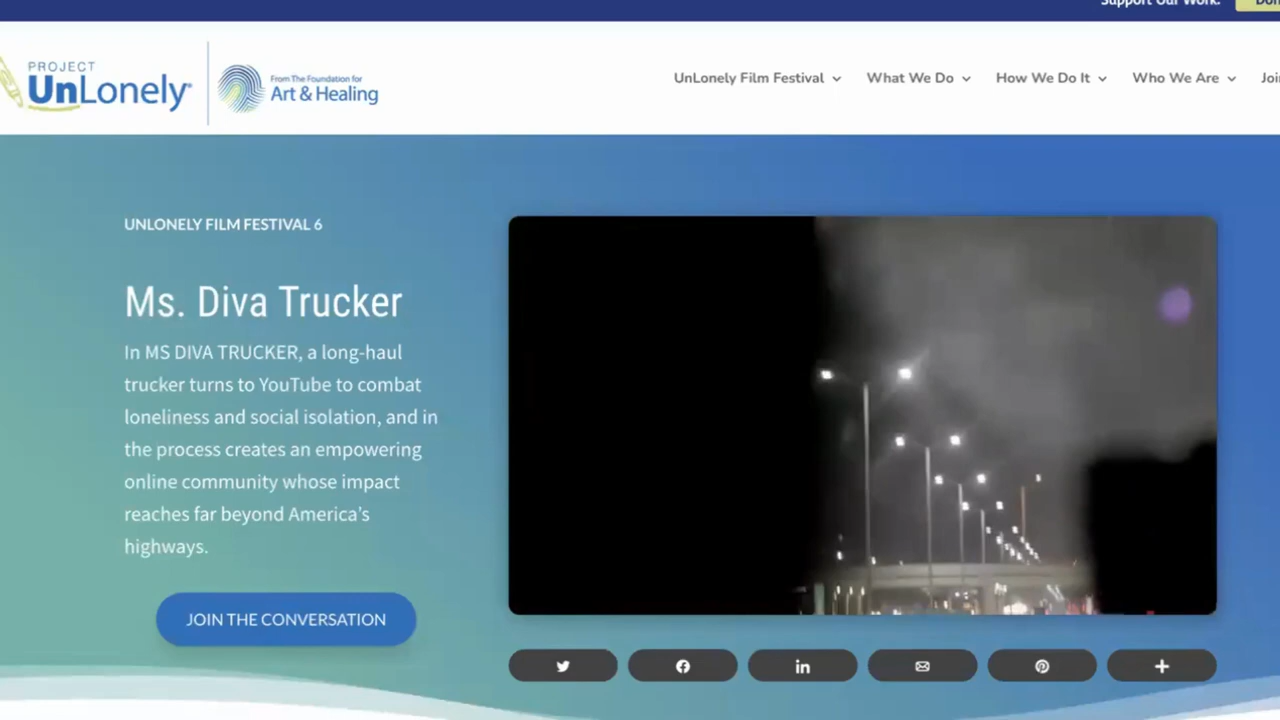 Support Our Work.
PROJECT
UnLonely®
From The Foundation for
Art & Healing
UnLonely Film Festival
What We Do
How We Do It
Who We Are
UNLONELY FILM FESTIVAL 6
Ms. Diva Trucker
In MS DIVA TRUCKER, a long-haul
trucker turns to YouTube to combat
loneliness and social isolation, and in
the process creates an empowering
online community whose impact
reaches far beyond America's
highways.
JOIN THE CONVERSATION